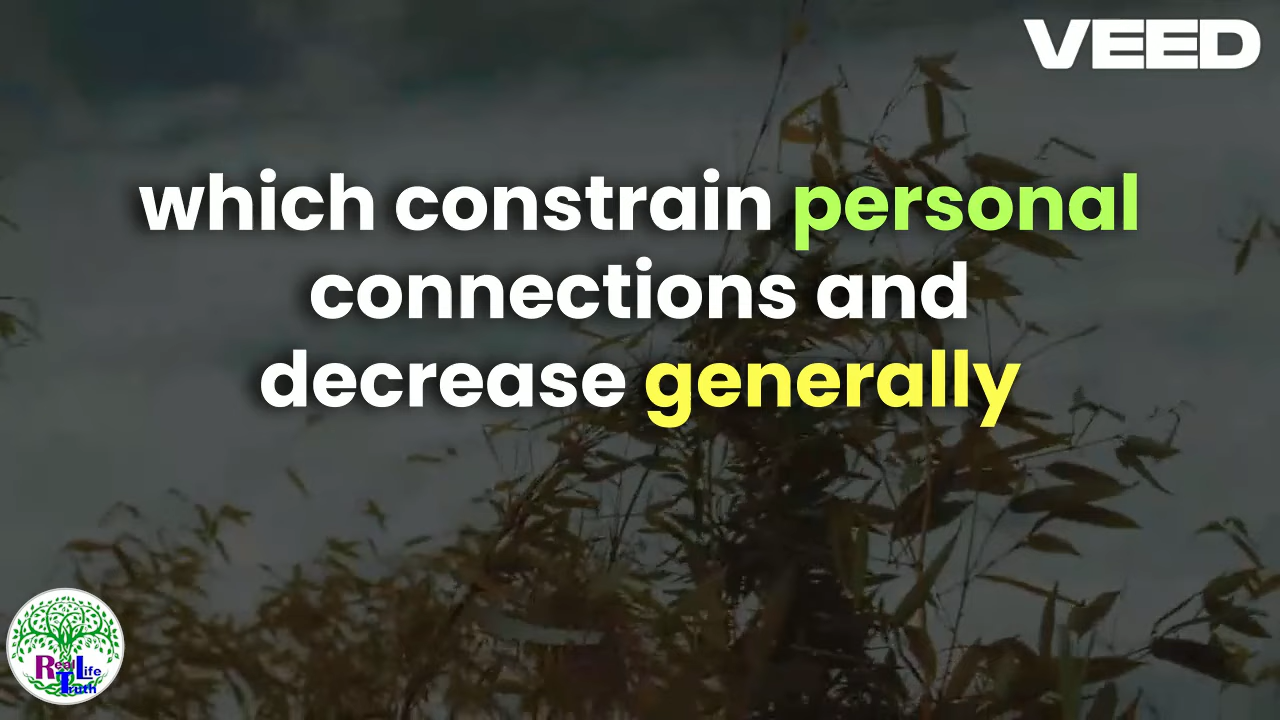 VEED
which constrain personal
connections and
decrease generally
Real Life
Truth